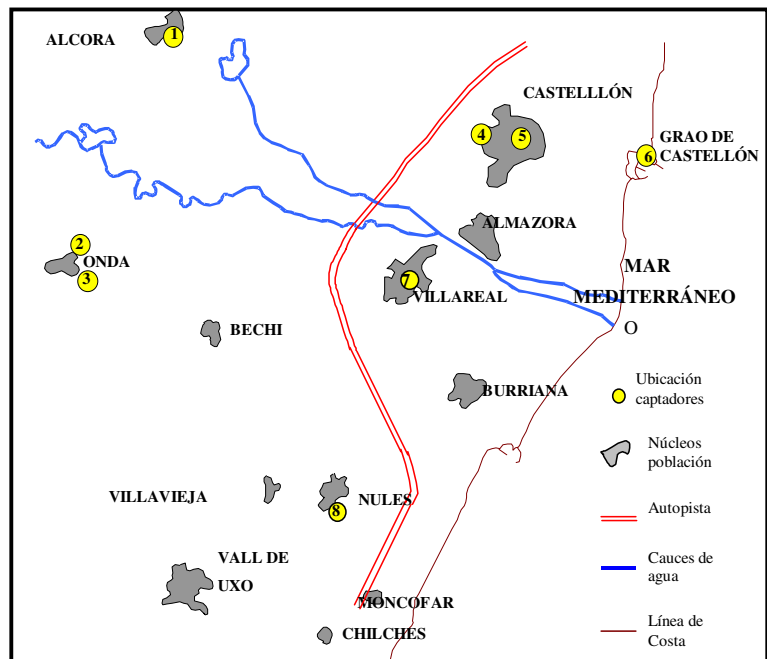 ALCORA
1
CASTELLLÓN
4
5
GRAO DE
CASTELLÓN
6
2
ONDA
3
ALMAZORA
MAR
MEDITERRÁNEO
O
7
VILLAREAL
BECHI
BURRIANA
Ubicación
captadores
Núcleos
población
VILLAVIEJA
NULES
8
Autopista
VALL DE
UXO
Cauces de
agua
MONCOFAR
CHILCHES
Línea de
Costa